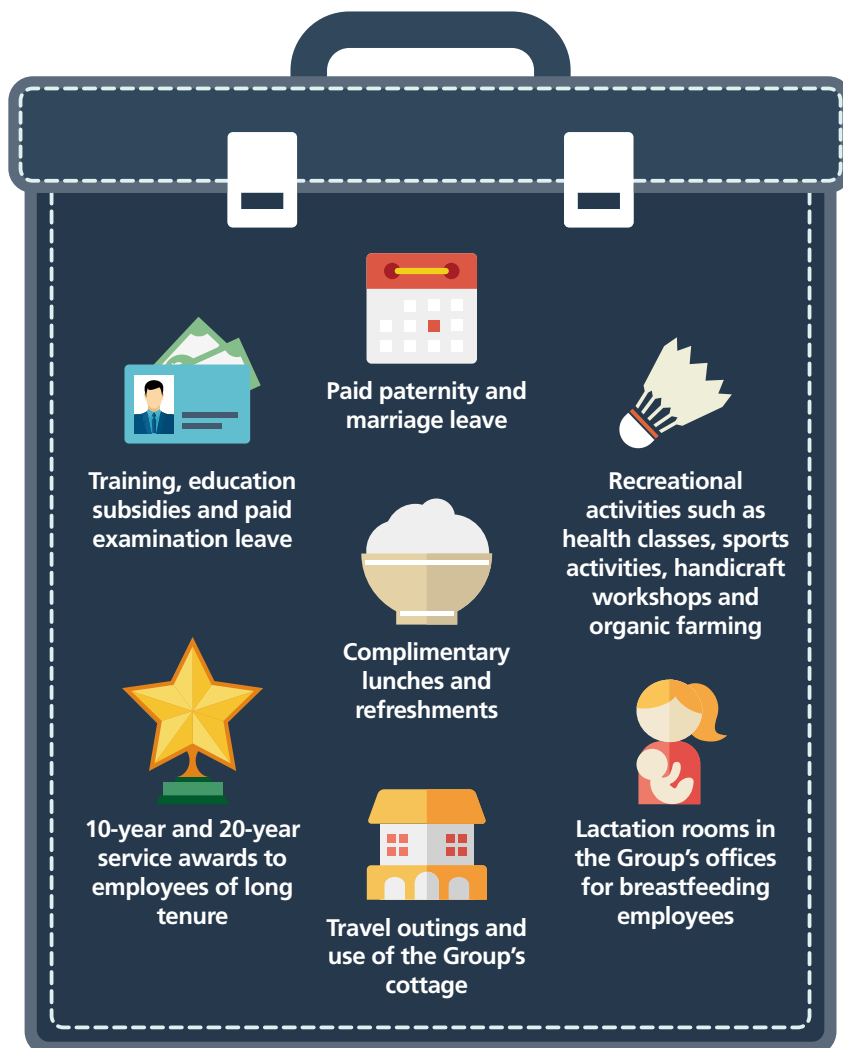 Paid paternity and
marriage leave
Training, education
subsidies and paid
examination leave
Recreational
activities such as
health classes, sports
activities, handicraft
workshops and
organic farming
Complimentary
lunches and
refreshments
10-year and 20-year
service awards to
employees of long
tenure
Lactation rooms in
the Group's offices
for breastfeeding
employees
Travel outings and
use of the Group's
cottage